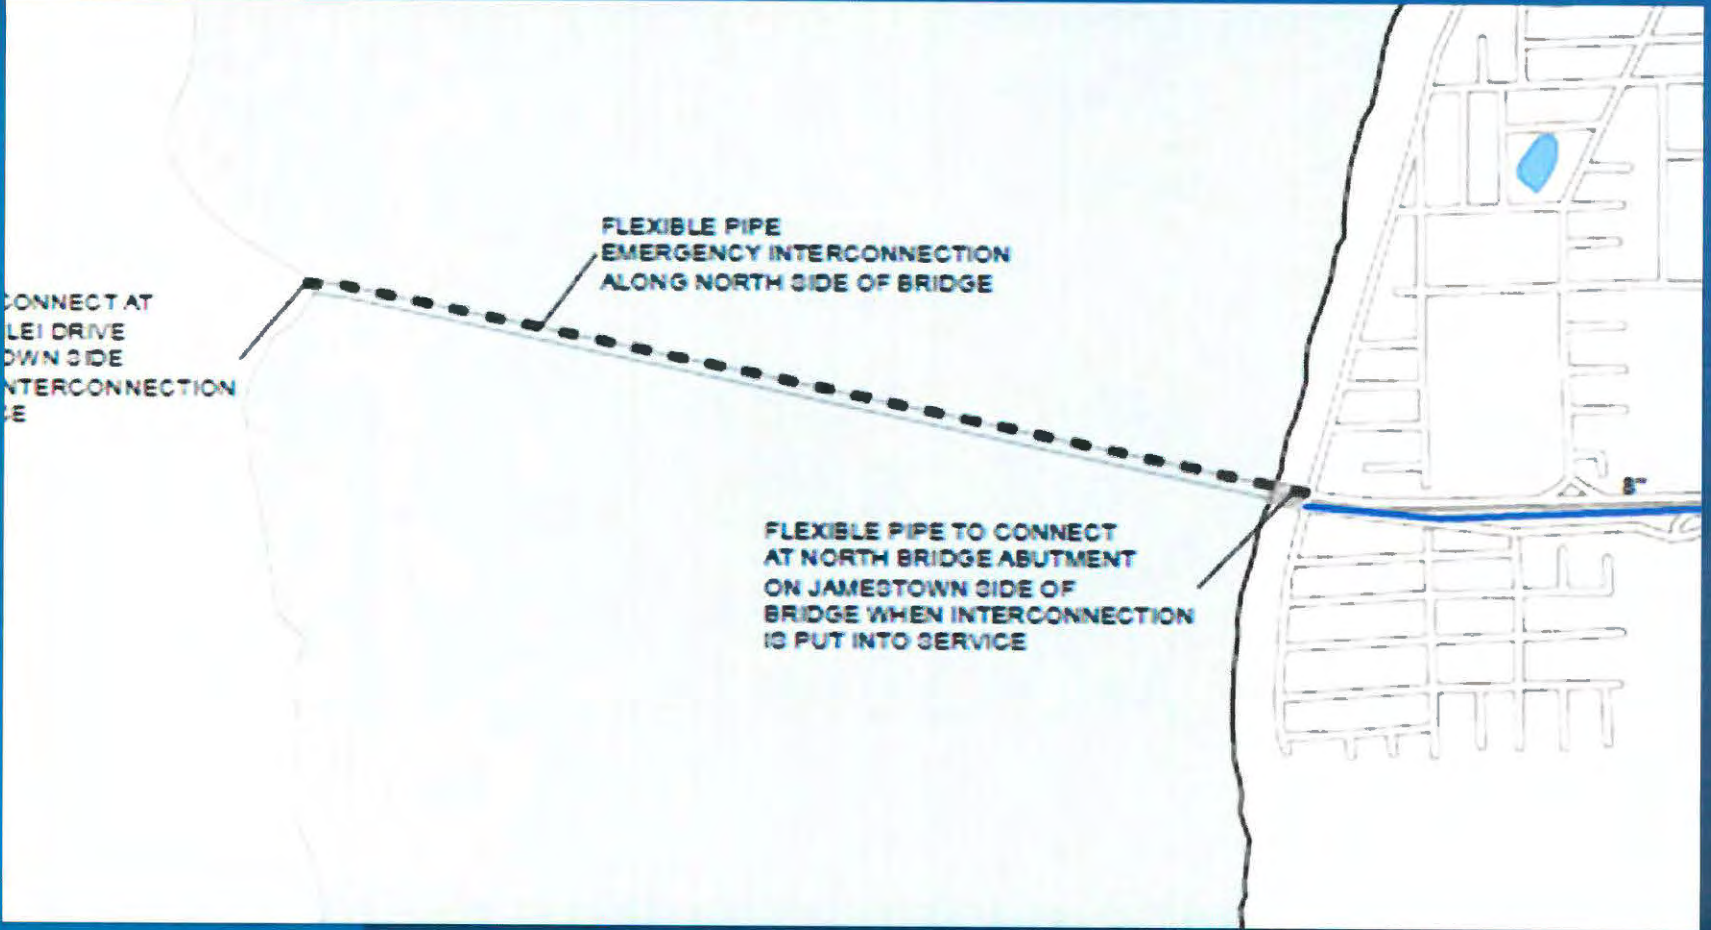 FLEXIBLE PIPE
EMERGENCY INTERCONNECTION
ALONG NORTH SIDE OF BRIDGE
CONNECT AT
LEI DRIVE
OWN SIDE
NTERCONNECTION
GE
FLEXIBLE PIPE TO CONNECT
AT NORTH BRIDGE ABUTMENT
ON JAMESTOWN SIDE OF
BRIDGE WHEN INTERCONNECTION
IS PUT INTO SERVICE
8"